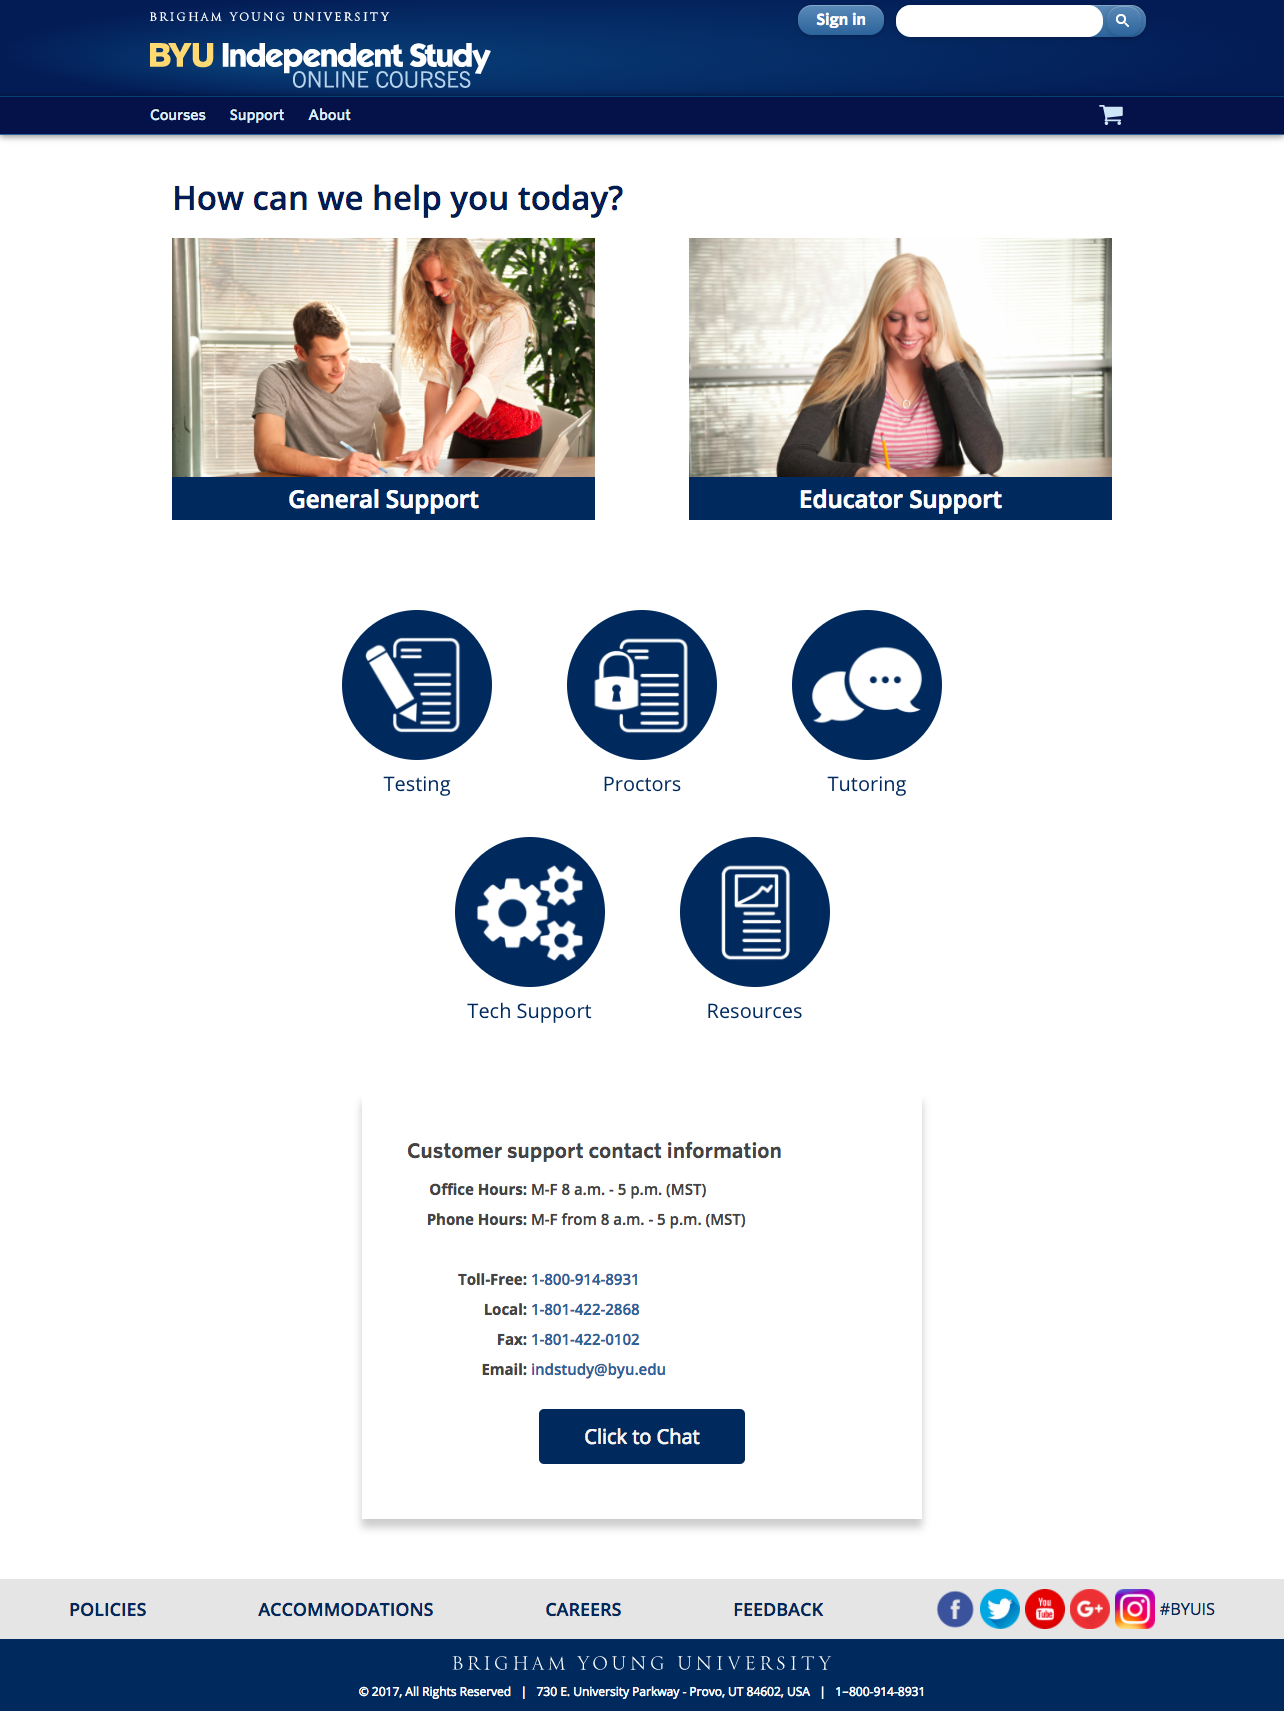 BRIGHAM YOUNG UNIVERSITY
Sign in
BYU Independent Study
ONLINE COURSES
Courses Support About
How can we help you today?
General Support
Educator Support
Testing
Proctors
Tutoring
Tech Support
Resources
Customer support contact information
Office Hours: M-F 8 a.m. - 5 p.m. (MST)
Phone Hours: M-F from 8 a.m. - 5 p.m. (MST)
Toll-Free: 1-800-914-8931
Local: 1-801-422-2868
Fax: 1-801-422-0102
Email: indstudy@byu.edu
Click to Chat
POLICIES ACCOMMODATIONS CAREERS FEEDBACK f You Tube G+ #BYUIS
BRIGHAM YOUNG UNIVERSITY
© 2017, All Rights Reserved | 730 E. University Parkway - Provo, UT 84602, USA | 1-800-914-8931